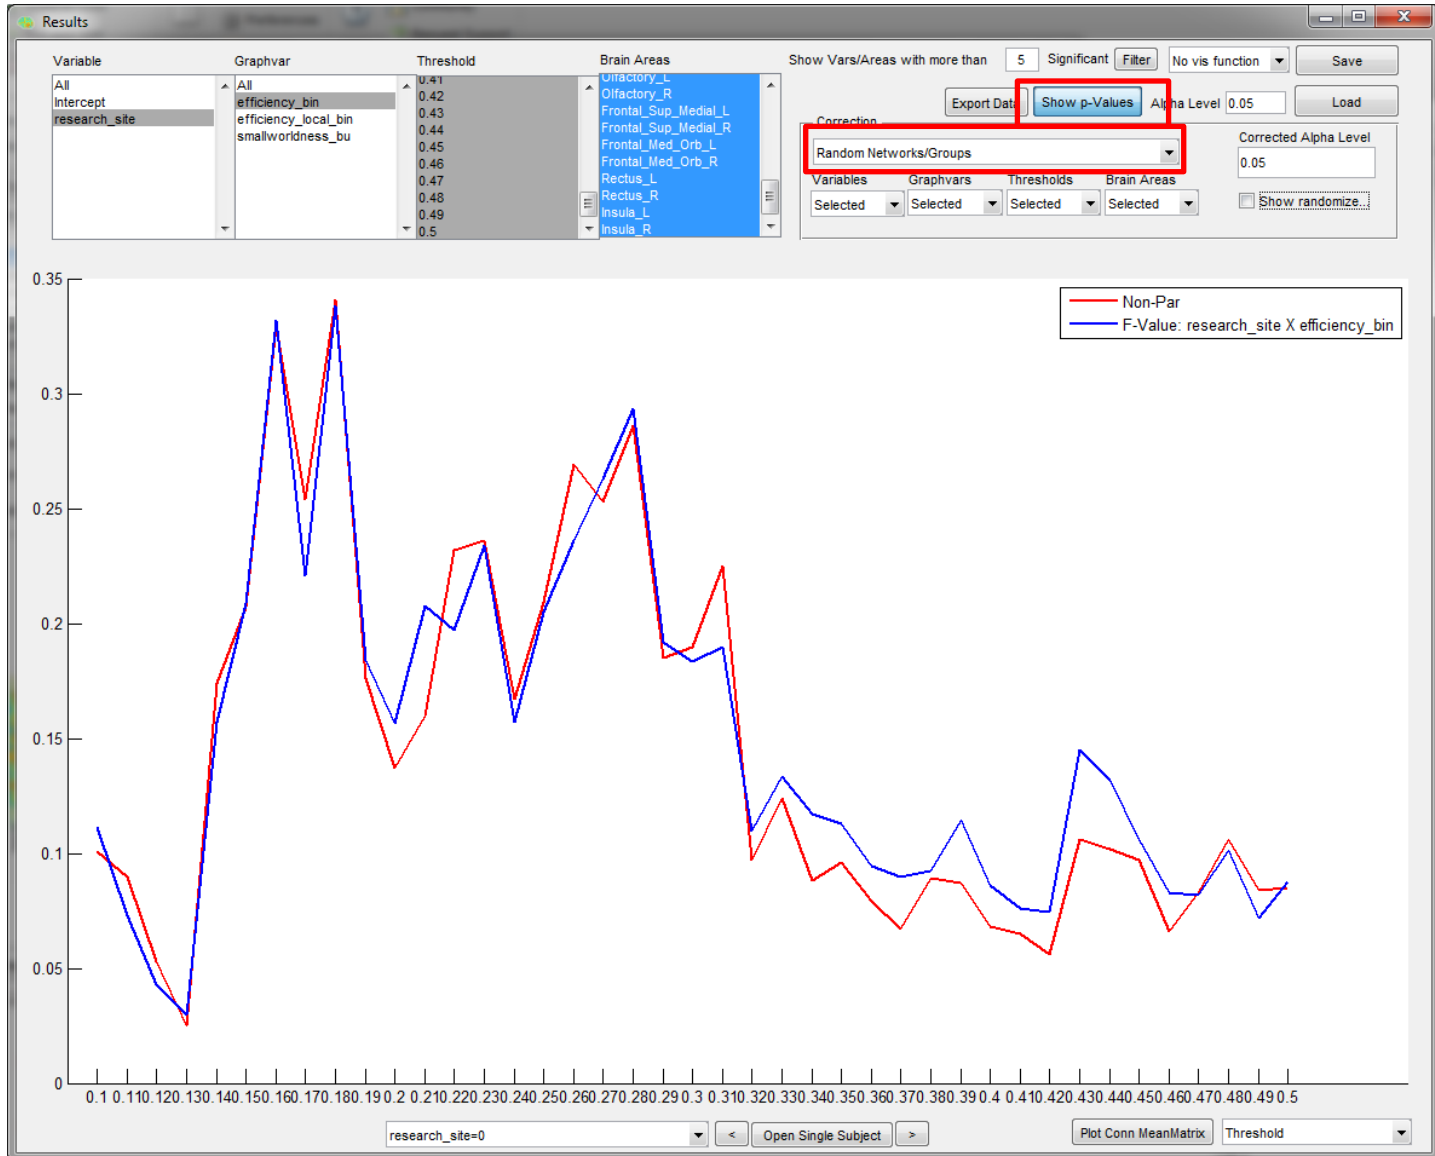 Results
Variable
Graphvar
Threshold
Brain Areas
Show Vars/Areas with more than
5
Significant
Filter
No vis function
Save
All
Intercept
research_site
All
efficiency_bin
efficiency_local_bin
smallworldness_bu
0.41
0.42
0.43
0.44
0.45
0.46
0.47
0.48
0.49
0.5
Olfactory_L
Olfactory_R
Frontal_Sup_Medial_L
Frontal_Sup_Medial_R
Frontal_Med_Orb_L
Frontal_Med_Orb_R
Rectus_L
Rectus_R
Insula_L
Insula_R
Export Data
Show p-Values
Alpha Level
0.05
Load
Correction
Random Networks/Groups
Corrected Alpha Level
0.05
Variables
Graphvars
Thresholds
Brain Areas
Selected
Selected
Selected
Selected
Show randomize...
Non-Par
F-Value: research_site X efficiency_bin
0.35
0.3
0.25
0.2
0.15
0.1
0.05
0
0.1 0.11 0.12 0.13 0.14 0.15 0.16 0.17 0.18 0.19 0.2 0.21 0.22 0.23 0.24 0.25 0.26 0.27 0.28 0.29 0.3 0.31 0.32 0.33 0.34 0.35 0.36 0.37 0.38 0.39 0.4 0.41 0.42 0.43 0.44 0.45 0.46 0.47 0.48 0.49 0.5
research_site=0
<
Open Single Subject
>
Plot Conn MeanMatrix
Threshold